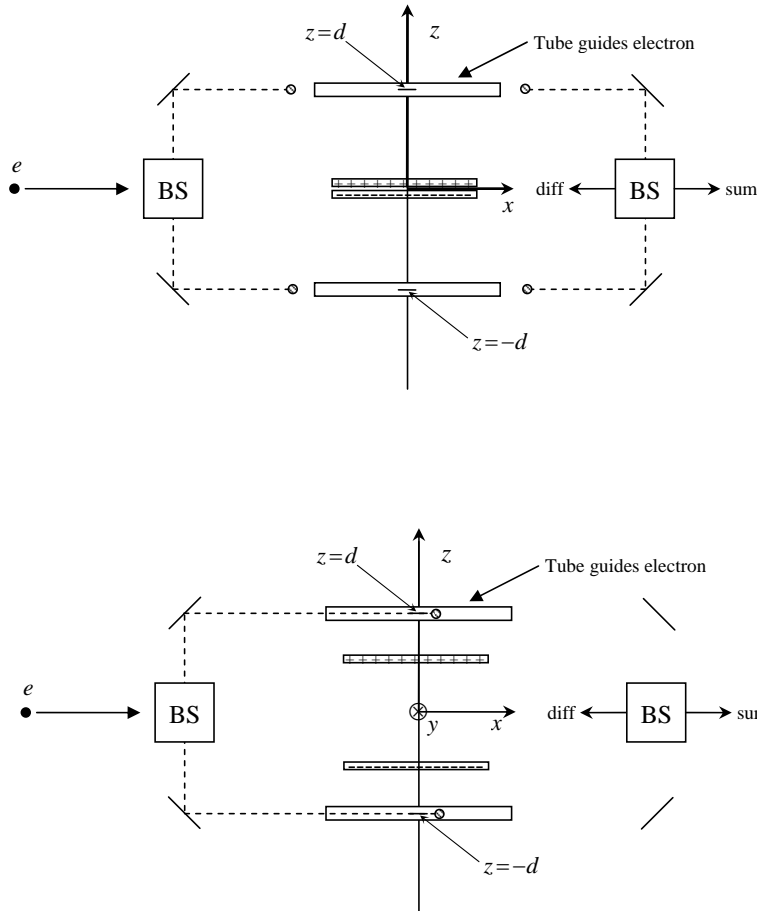 z=d
z
Tube guides electron
e
BS
x
diff
BS
sum
z=−d
z=d
z
Tube guides electron
e
BS
y
x
diff
BS
sum
z=−d